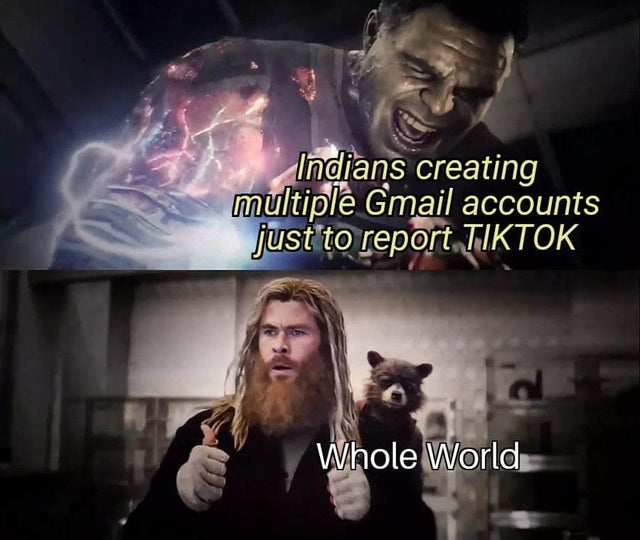 Indians creating
multiple Gmail accounts
just to report TIKTOK
Whole World